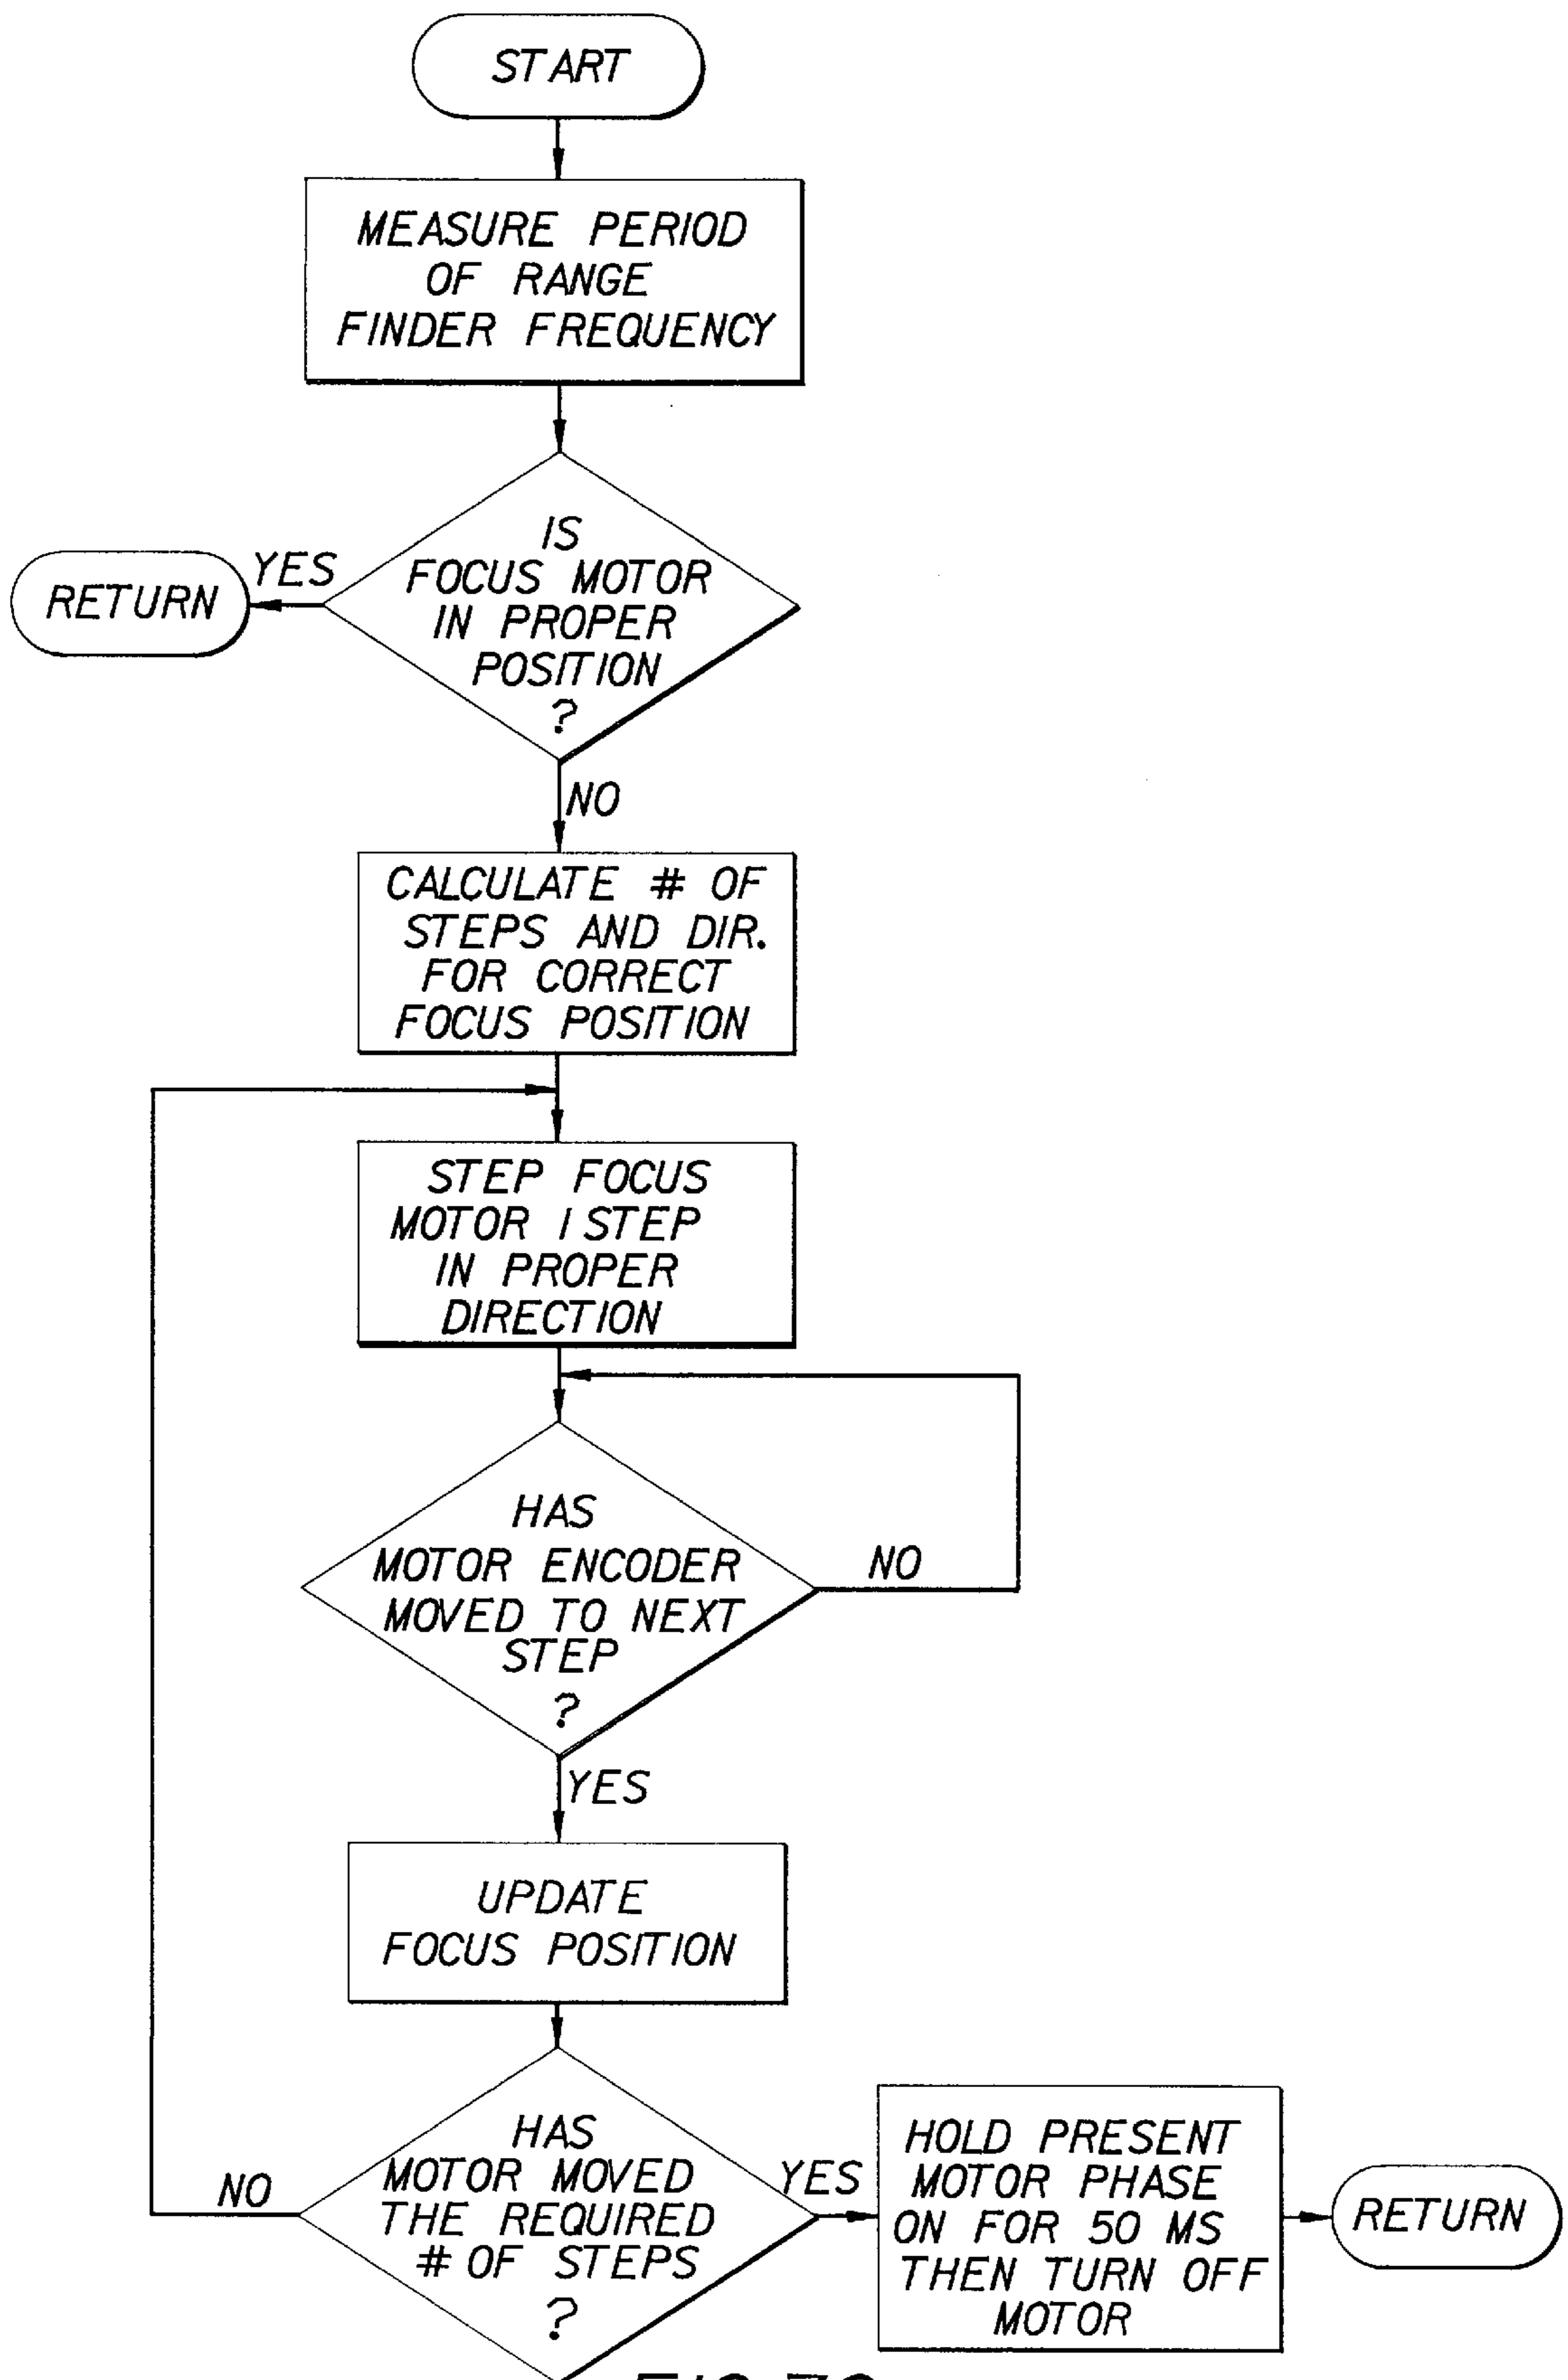 START
MEASURE PERIOD
OF RANGE
FINDER FREQUENCY
IS
FOCUS MOTOR
IN PROPER
POSITION
?
YES
RETURN
NO
CALCULATE # OF
STEPS AND DIR.
FOR CORRECT
FOCUS POSITION
STEP FOCUS
MOTOR 1 STEP
IN PROPER
DIRECTION
HAS
MOTOR ENCODER
MOVED TO NEXT
STEP
?
NO
YES
UPDATE
FOCUS POSITION
HAS
MOTOR MOVED
THE REQUIRED
# OF STEPS
?
NO
YES
HOLD PRESENT
MOTOR PHASE
ON FOR 50 MS
THEN TURN OFF
MOTOR
RETURN